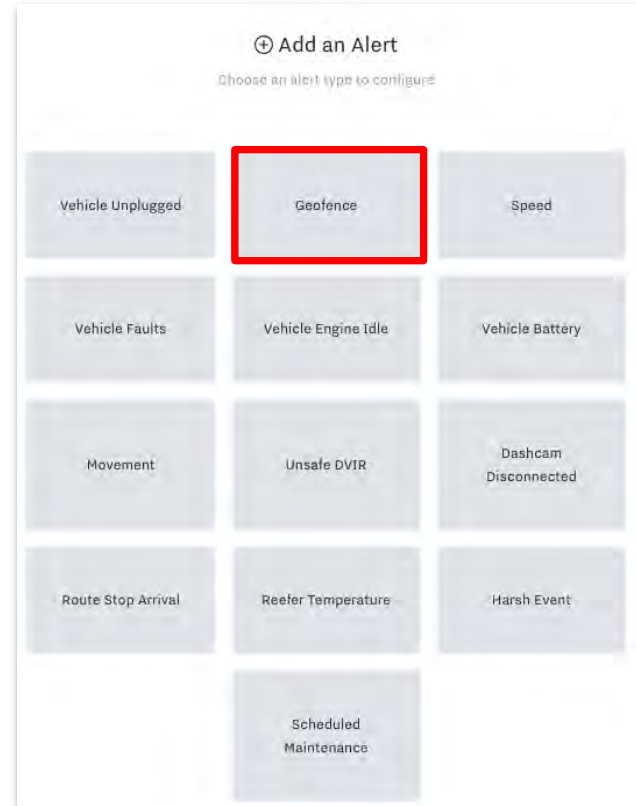 ⊕ Add an Alert
Choose an alert type to configure
Vehicle Unplugged
Geofence
Speed
Vehicle Faults
Vehicle Engine Idle
Vehicle Battery
Movement
Unsafe DVIR
Dashcam
Disconnected
Route Stop Arrival
Reefer Temperature
Harsh Event
Scheduled
Maintenance